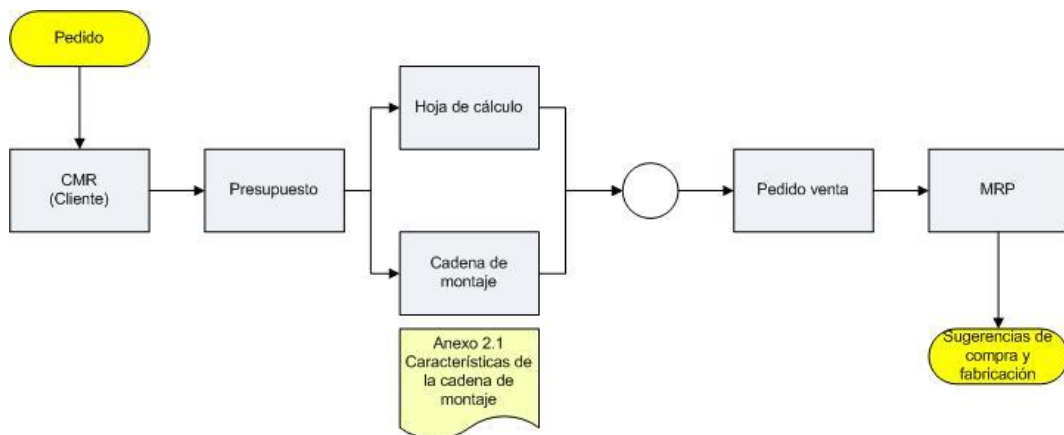 Pedido
CMR
(Cliente)
Presupuesto
Hoja de cálculo
Cadena de
montaje
Anexo 2.1
Características de
la cadena de
montaje
Pedido venta
MRP
Sugerencias de
compra y
fabricación